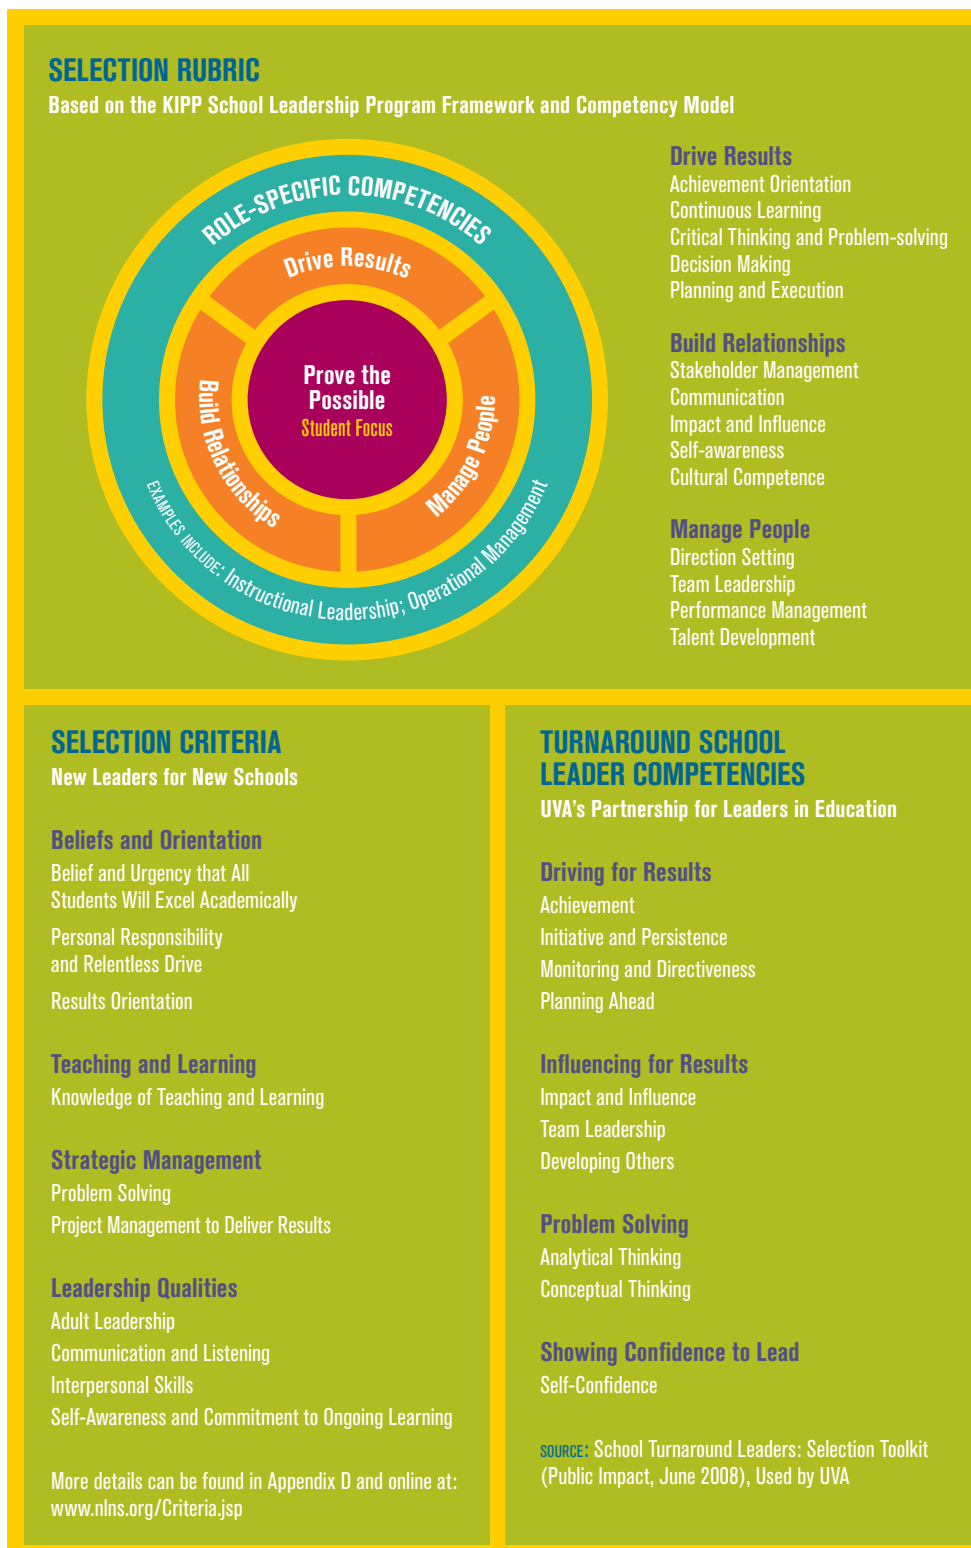 SELECTION RUBRIC
Based on the KIPP School Leadership Program Framework and Competency Model
ROLE-SPECIFIC COMPETENCIES
Drive Results
Prove the
Possible
Student Focus
Build Relationships
Manage People
EXAMPLES INCLUDE: Instructional Leadership; Operational Management
Drive Results
Achievement Orientation
Continuous Learning
Critical Thinking and Problem-solving
Decision Making
Planning and Execution
Build Relationships
Stakeholder Management
Communication
Impact and Influence
Self-awareness
Cultural Competence
Manage People
Direction Setting
Team Leadership
Performance Management
Talent Development
SELECTION CRITERIA
New Leaders for New Schools
Beliefs and Orientation
Belief and Urgency that All
Students Will Excel Academically
Personal Responsibility
and Relentless Drive
Results Orientation
Teaching and Learning
Knowledge of Teaching and Learning
Strategic Management
Problem Solving
Project Management to Deliver Results
Leadership Qualities
Adult Leadership
Communication and Listening
Interpersonal Skills
Self-Awareness and Commitment to Ongoing Learning
More details can be found in Appendix D and online at:
www.nlns.org/Criteria.jsp
TURNAROUND SCHOOL
LEADER COMPETENCIES
UVA's Partnership for Leaders in Education
Driving for Results
Achievement
Initiative and Persistence
Monitoring and Directiveness
Planning Ahead
Influencing for Results
Impact and Influence
Team Leadership
Developing Others
Problem Solving
Analytical Thinking
Conceptual Thinking
Showing Confidence to Lead
Self-Confidence
SOURCE: School Turnaround Leaders: Selection Toolkit
(Public Impact, June 2008), Used by UVA